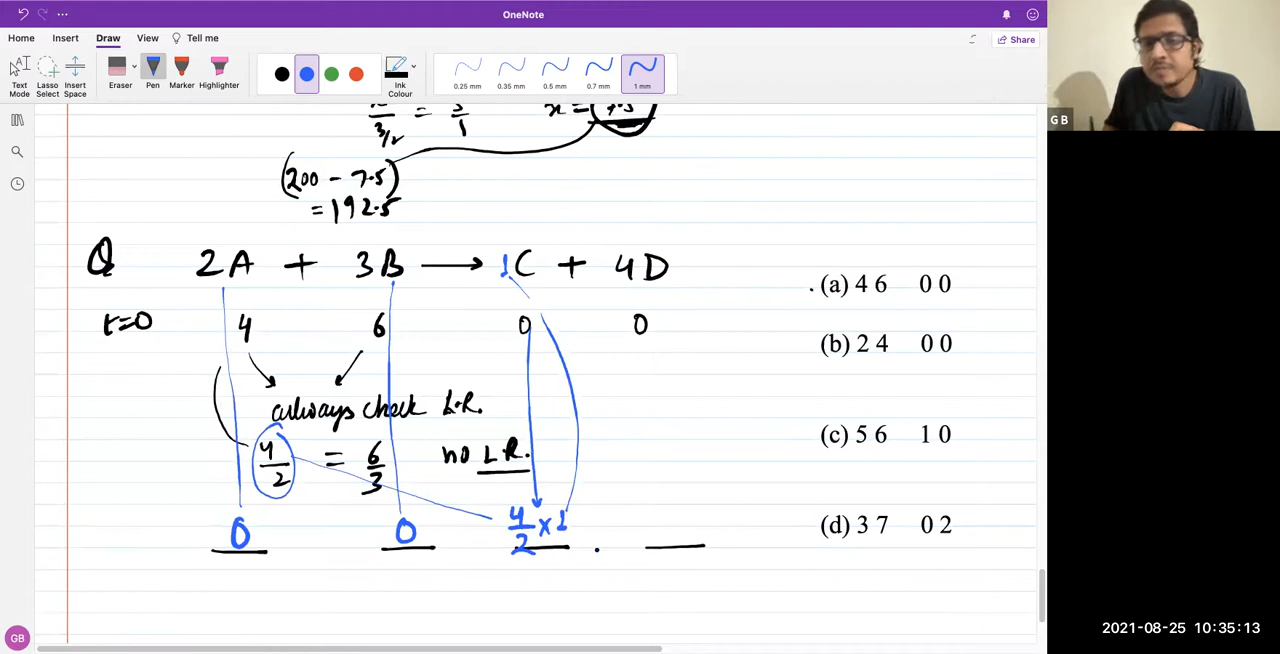 OneNote
Home Insert Draw View Tell me
Share
Text Mode
Lasso Select
Insert Space
Eraser
Pen
Marker
Highlighter
Ink Colour
0.25 mm 0.35 mm 0.5 mm 0.7 mm 1 mm
GB
3/2 = 1
(200 - 7.5)
= 192.5
Q 2A + 3B → 1C + 4D
t=0 4 6 0 0
always check L.R.
4/2 = 6/3 no L.R.
0 0 4/2 × 1
.(a) 4 6 0 0
(b) 2 4 0 0
(c) 5 6 1 0
(d) 3 7 0 2
2021-08-25 10:35:13
GB